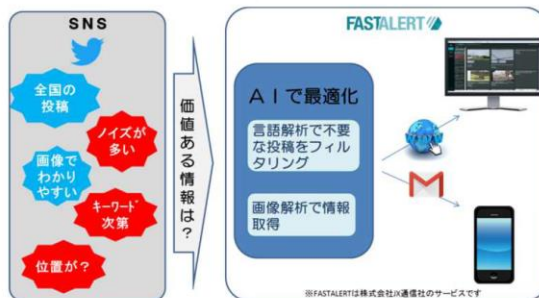 SNS
全国の
投稿
ノイズが
多い
画像で
わかり
やすい
キーワード
次第
位置が？
価値ある情報は？
FASTALERT
ＡＩで最適化
言語解析で不要
な投稿をフィル
タリング
画像解析で情報
取得
※FASTALERTは株式会社JX通信社のサービスです